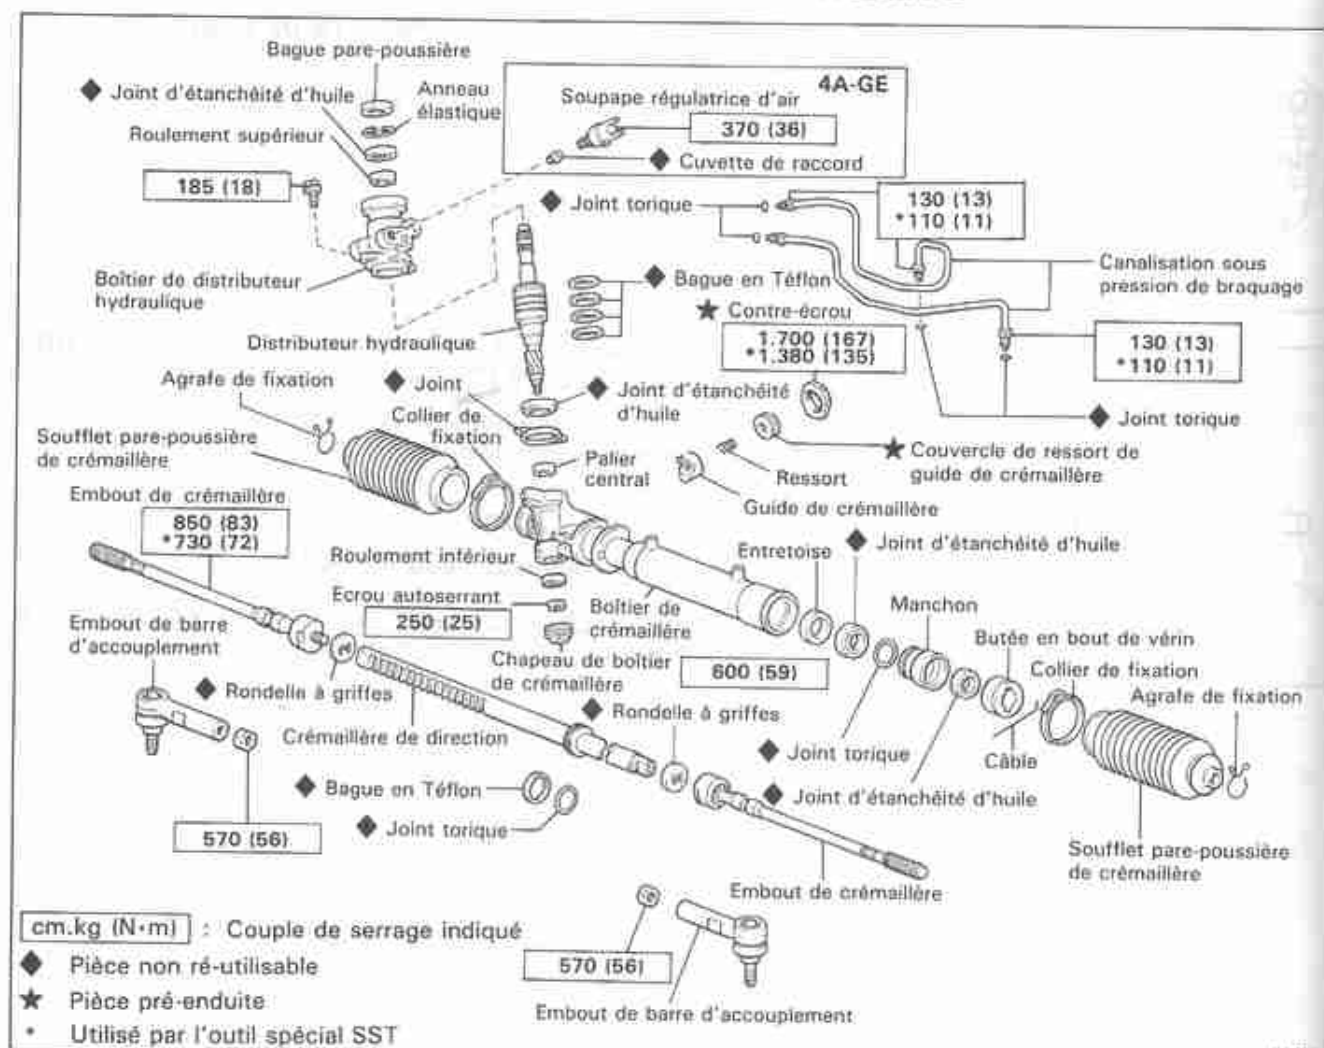 Bague pare-poussière
◆ Joint d'étanchéité d'huile
Anneau
élastique
Roulement supérieur
185 (18)
4A-GE
Soupape régulatrice d'air
370 (36)
◆ Cuvette de raccord
◆ Joint torique
130 (13)
*110 (11)
Boîtier de distributeur
hydraulique
◆ Bague en Téflon
Canalisation sous
pression de braquage
★ Contre-écrou
1.700 (167)
*1.380 (135)
130 (13)
*110 (11)
Distributeur hydraulique
Agrafe de fixation
◆ Joint
◆ Joint d'étanchéité
d'huile
◆ Joint torique
Collier de
fixation
Soufflet pare-poussière
de crémaillère
Palier
central
Ressort
★ Couvercle de ressort de
guide de crémaillère
Guide de crémaillère
Embout de crémaillère
850 (83)
*730 (72)
Roulement inférieur
Entretoise
◆ Joint d'étanchéité d'huile
Ecrou autoserrant
250 (25)
Boîtier de
crémaillère
Manchon
Embout de barre
d'accouplement
Butée en bout de vérin
Chapeau de boîtier
de crémaillère
600 (59)
Collier de fixation
Agrafe de fixation
◆ Rondelle à griffes
◆ Rondelle à griffes
Crémaillère de direction
◆ Joint torique
Câble
◆ Bague en Téflon
◆ Joint d'étanchéité d'huile
◆ Joint torique
570 (56)
Soufflet pare-poussière
de crémaillère
Embout de crémaillère
cm.kg (N·m) : Couple de serrage indiqué
◆ Pièce non ré-utilisable
★ Pièce pré-enduite
* Utilisé par l'outil spécial SST
570 (56)
Embout de barre d'accouplement